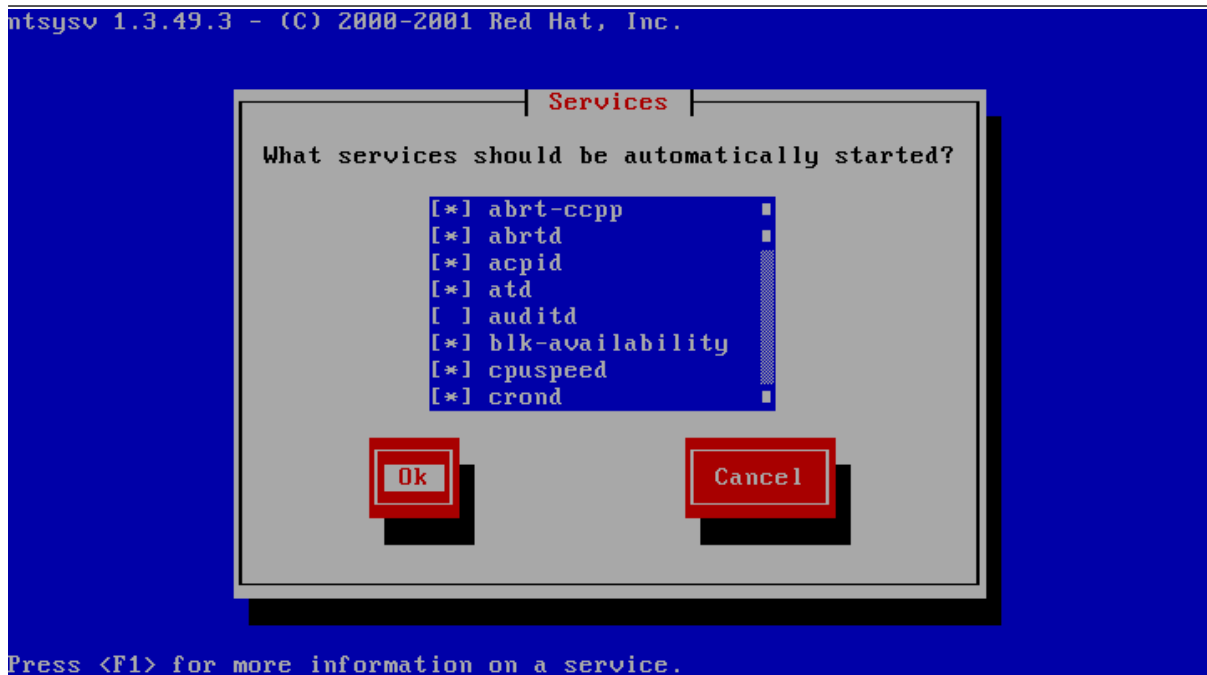 ntsysv 1.3.49.3 - (C) 2000-2001 Red Hat, Inc.
Services
What services should be automatically started?
[*] abrt-ccpp
[*] abrtd
[*] acpid
[*] atd
[ ] auditd
[*] blk-availability
[*] cpuspeed
[*] crond
Ok Cancel
Press <F1> for more information on a service.